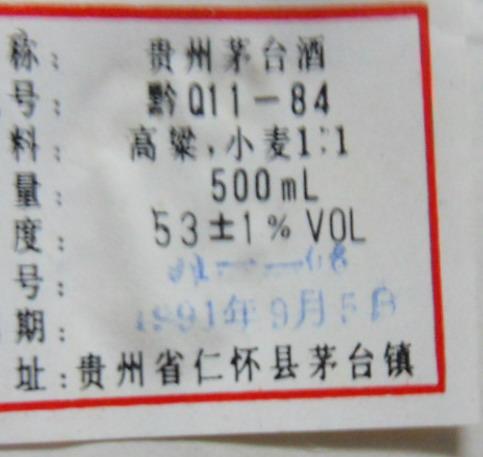 称： 贵州茅台酒
号： 黔Q11-84
料： 高粱，小麦1:1
量： 500mL
度： 53±1% VOL
号：
期： 1991年9月5日
址：贵州省仁怀县茅台镇